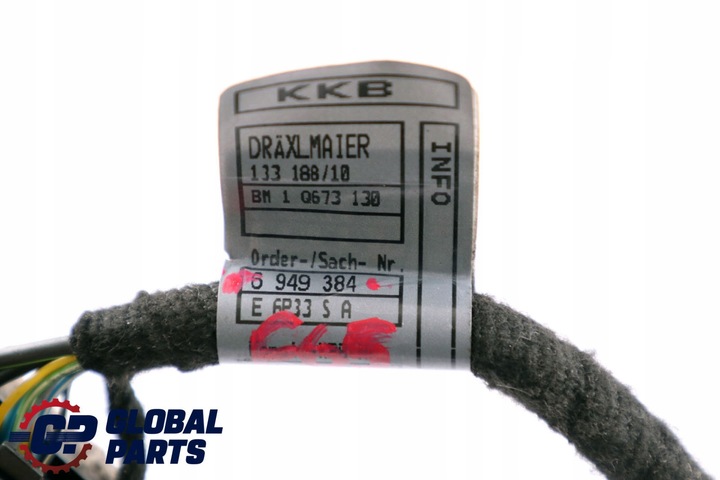 KKB
DRÄXLMAIER
133 188/10
BM 1 Q673 130
INFO
Order-/Sach- Nr.
6 949 384
E 6P33 S A
GLOBAL
PARTS